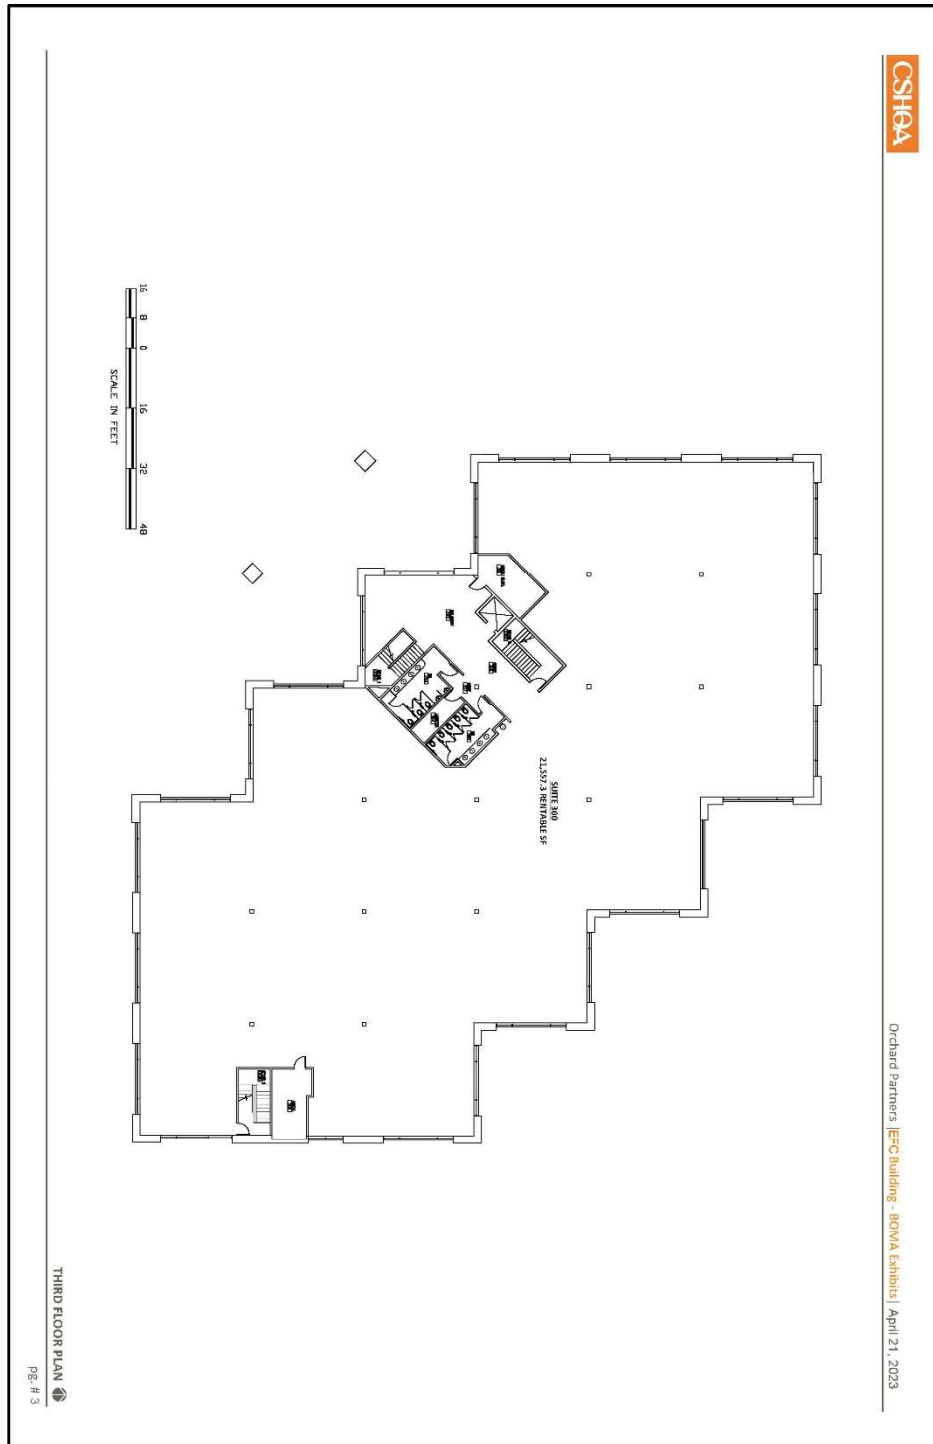 CSHQA
Orchard Partners |EFC Building - BOMA Exhibits| April 21, 2023
SUITE 300
21,557.3 RENTABLE SF
16 8 0 16 32 48
SCALE IN FEET
THIRD FLOOR PLAN
pg. # 3